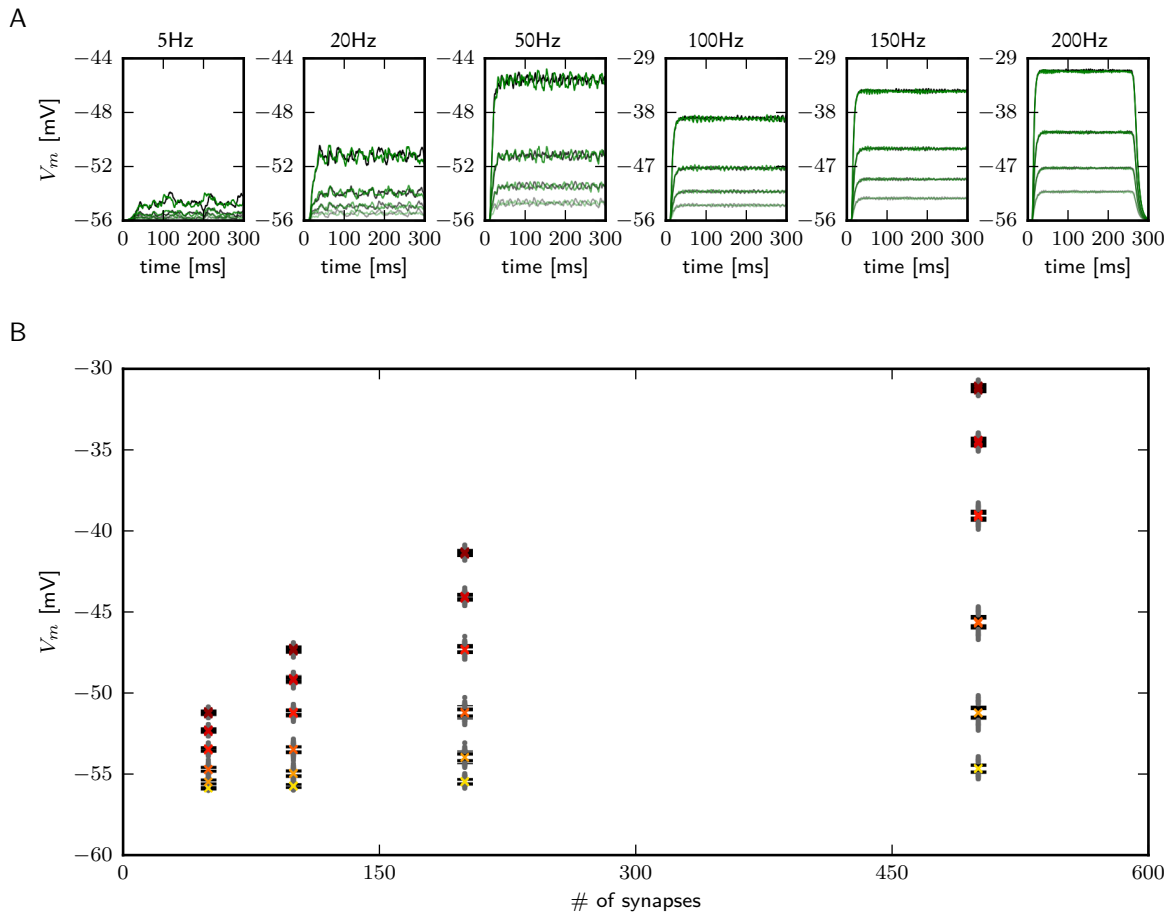 A
5Hz 20Hz 50Hz 100Hz 150Hz 200Hz
−44 −44 −44 −29 −29 −29
−48 −48 −48 −38 −38 −38
−52 −52 −52 −47 −47 −47
−56 −56 −56 −56 −56 −56
V_m [mV]
0 100 200 300 0 100 200 300 0 100 200 300 0 100 200 300 0 100 200 300 0 100 200 300
time [ms] time [ms] time [ms] time [ms] time [ms] time [ms]
B
−30
−35
−40
−45
−50
−55
−60
V_m [mV]
0 150 300 450 600
# of synapses